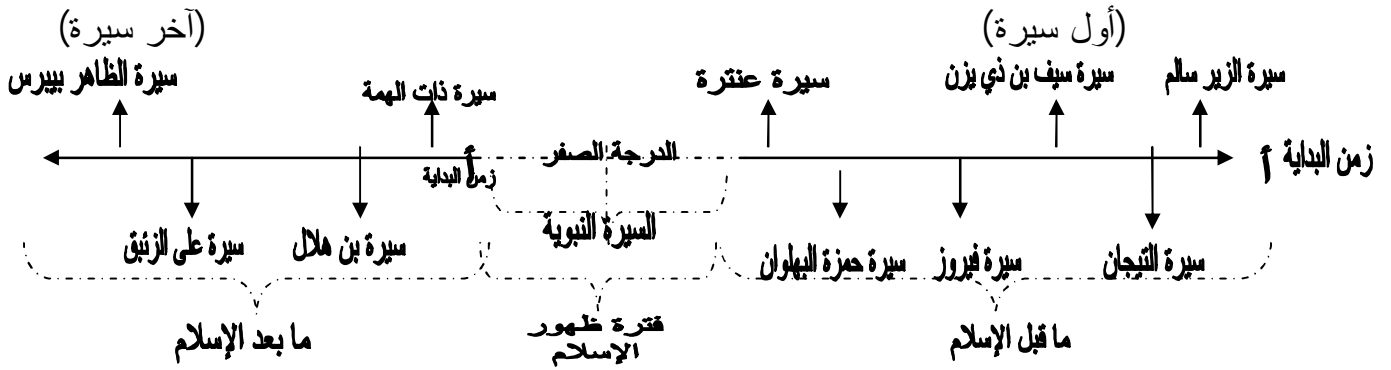 (أول سيرة)
(آخر سيرة)
سيرة الزير سالم
سيرة سيف بن ذي يزن
سيرة عنترة
سيرة ذات الهمة
سيرة الظاهر بيبرس
زمن البداية أ
الدرجة الصفر
أ
زمن البداية
سيرة التيجان
سيرة فيروز
سيرة حمزة البهلوان
السيرة النبوية
سيرة بن هلال
سيرة على الزئبق
ما قبل الإسلام
فترة ظهور
الإسلام
ما بعد الإسلام